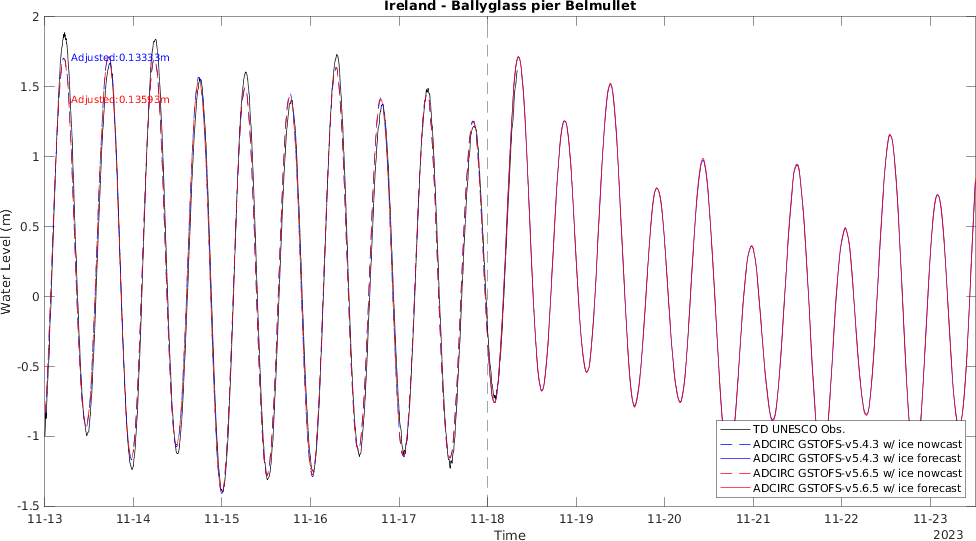 Ireland - Ballyglass pier Belmullet
2
1.5
1
0.5
0
-0.5
-1
-1.5
Water Level (m)
Adjusted:0.13333m
Adjusted:0.13593m
TD UNESCO Obs.
ADCIRC GSTOFS-v5.4.3 w/ ice nowcast
ADCIRC GSTOFS-v5.4.3 w/ ice forecast
ADCIRC GSTOFS-v5.6.5 w/ ice nowcast
ADCIRC GSTOFS-v5.6.5 w/ ice forecast
11-13 11-14 11-15 11-16 11-17 11-18 11-19 11-20 11-21 11-22 11-23
Time
2023